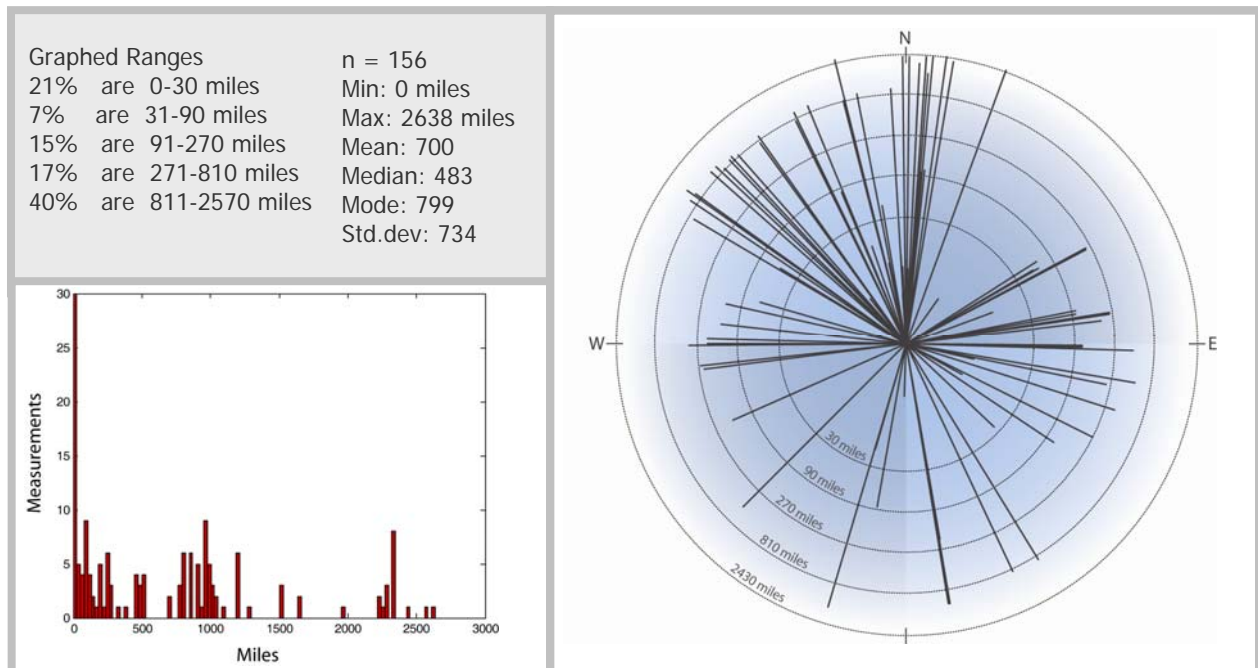 Graphed Ranges
21% are 0-30 miles
7% are 31-90 miles
15% are 91-270 miles
17% are 271-810 miles
40% are 811-2570 miles
n = 156
Min: 0 miles
Max: 2638 miles
Mean: 700
Median: 483
Mode: 799
Std.dev: 734
30
25
20
15
10
5
0
Measurements
0 500 1000 1500 2000 2500 3000
Miles
N
W
E
30 miles
90 miles
270 miles
810 miles
2430 miles